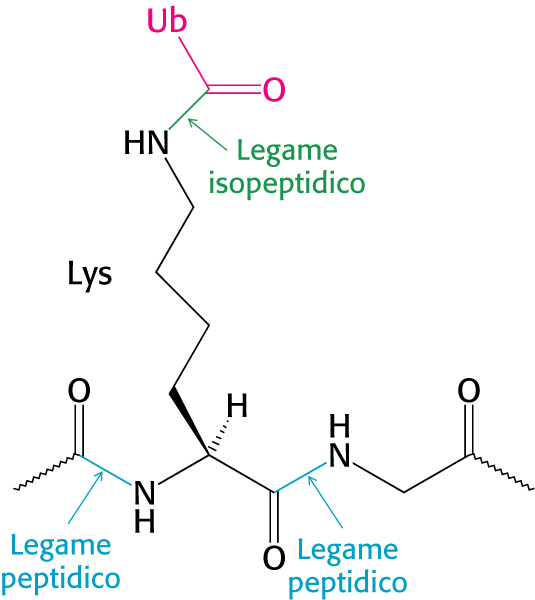 Ub
O
HN
Legame
isopeptidico
Lys
O
H
O
H
N
N
H
O
Legame
peptidico
Legame
peptidico